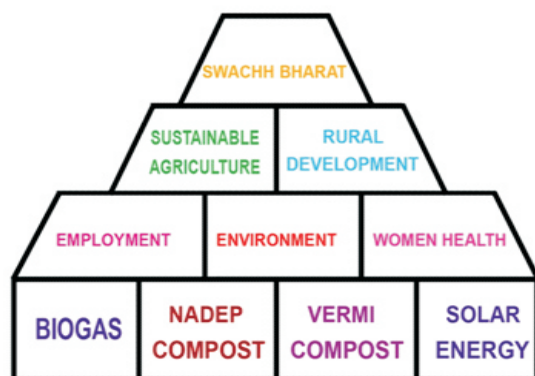 SWACHH BHARAT
SUSTAINABLE
AGRICULTURE
RURAL
DEVELOPMENT
EMPLOYMENT
ENVIRONMENT
WOMEN HEALTH
BIOGAS
NADEP
COMPOST
VERMI
COMPOST
SOLAR
ENERGY